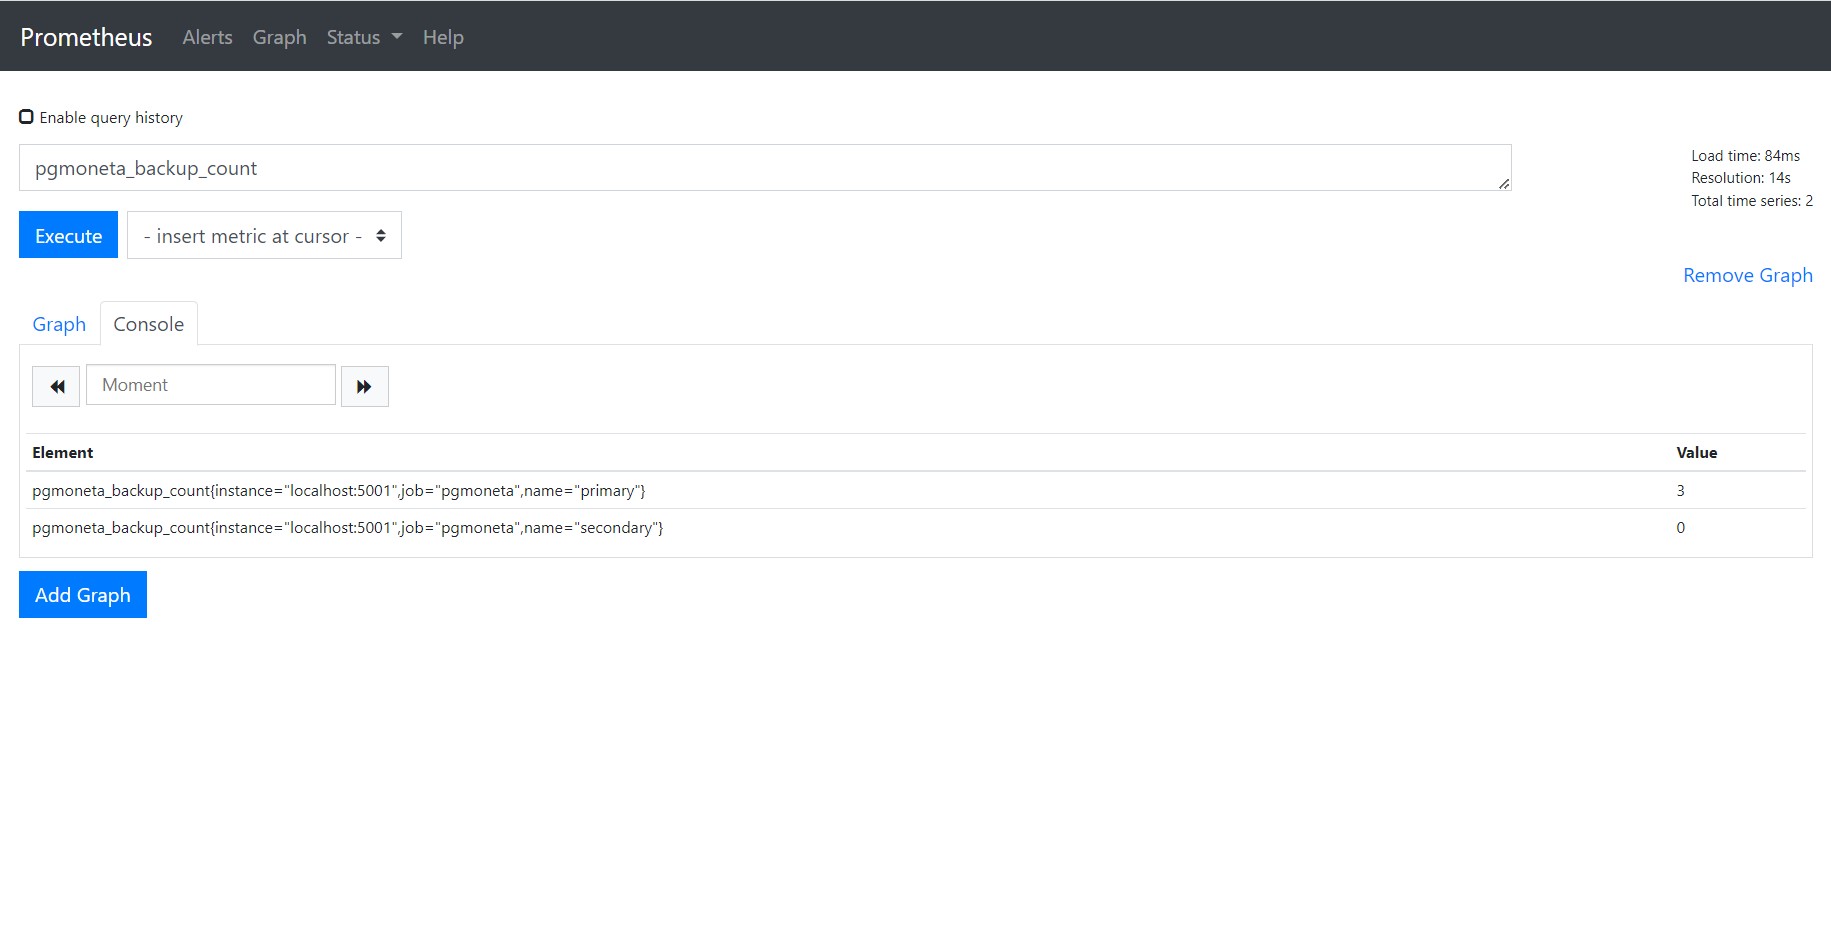 Prometheus Alerts Graph Status Help
Enable query history
pgmoneta_backup_count
Load time: 84ms
Resolution: 14s
Total time series: 2
Execute - insert metric at cursor -
Remove Graph
Graph Console
Moment
Element Value
pgmoneta_backup_count{instance="localhost:5001",job="pgmoneta",name="primary"} 3
pgmoneta_backup_count{instance="localhost:5001",job="pgmoneta",name="secondary"} 0
Add Graph